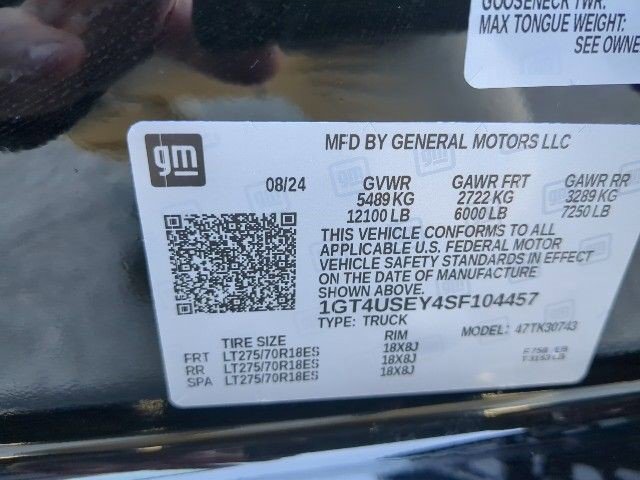 GOOSENECK TWR:
MAX TONGUE WEIGHT:
SEE OWNE
gm
MFD BY GENERAL MOTORS LLC
08/24 GVWR GAWR FRT GAWR RR
5489 KG 2722 KG 3289 KG
12100 LB 6000 LB 7250 LB
THIS VEHICLE CONFORMS TO ALL
APPLICABLE U.S. FEDERAL MOTOR
VEHICLE SAFETY STANDARDS IN EFFECT
ON THE DATE OF MANUFACTURE
SHOWN ABOVE.
1GT4USEY4SF104457
TYPE: TRUCK MODEL: 47TK30743
TIRE SIZE RIM
FRT LT275/70R18ES 18X8J
RR LT275/70R18ES 18X8J
SPA LT275/70R18ES 18X8J